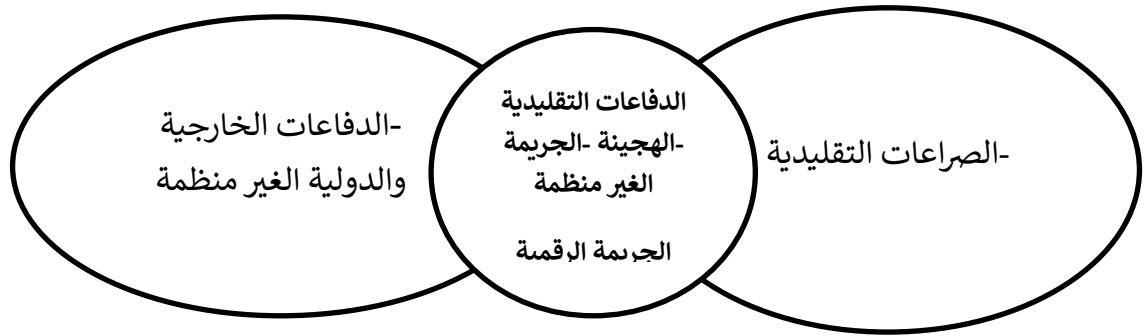 -الصراعات التقليدية
الدفاعات التقليدية
-الهجينة -الجريمة
الغير منظمة
الجريمة الرقمية
-الدفاعات الخارجية
والدولية الغير منظمة